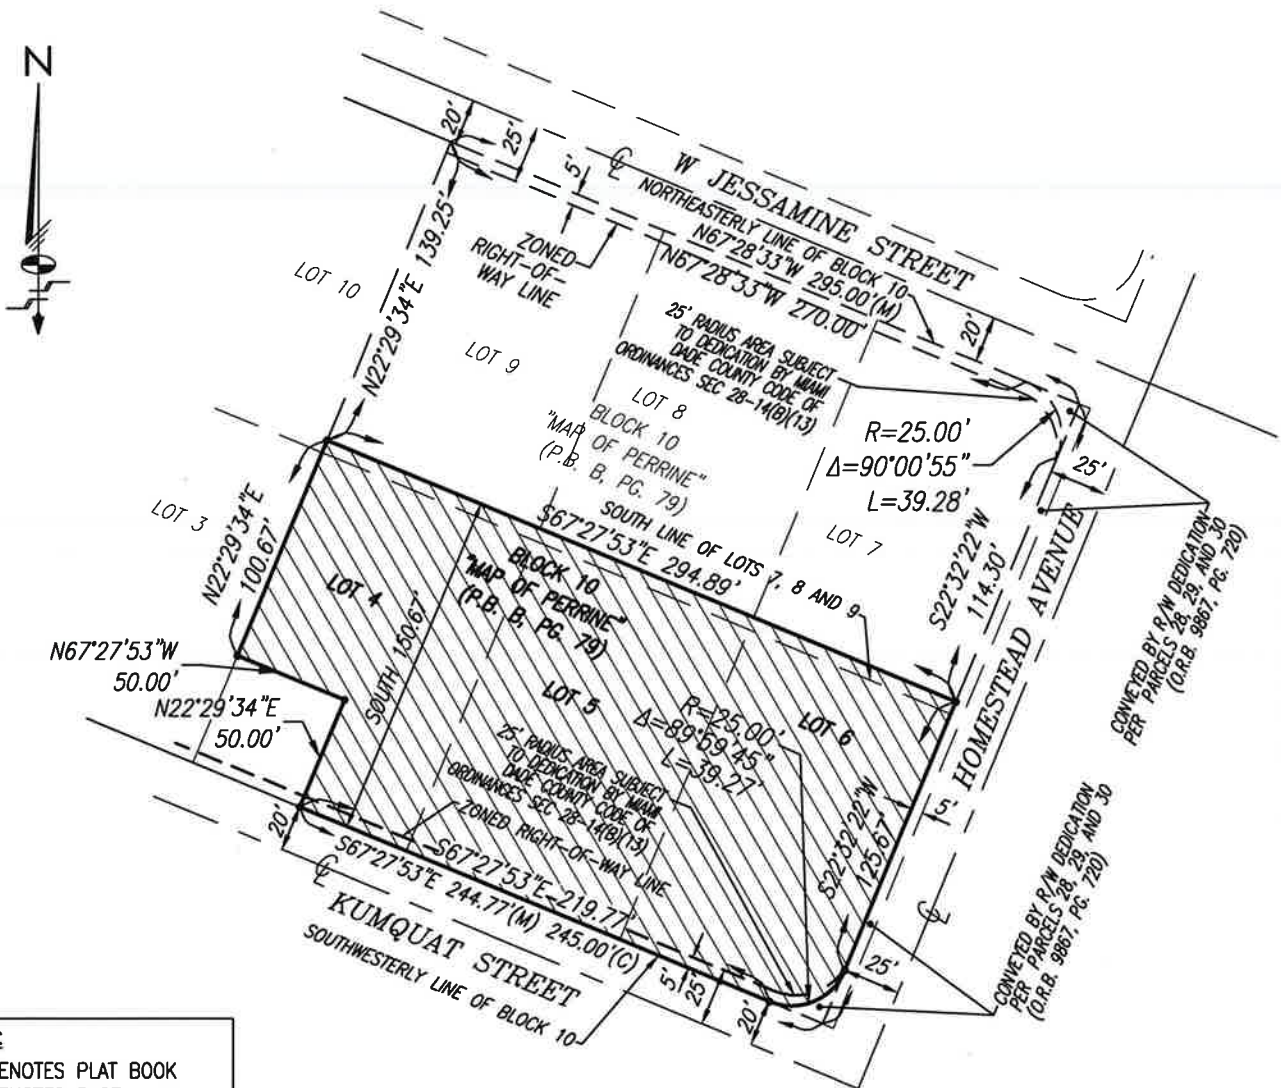 N
20'
25'
5'
℄
W JESSAMINE STREET
NORTHEASTERLY LINE OF BLOCK 10
N67°28'33"W 295.00'(M)
N67°28'33"W 270.00'
20'
ZONED
RIGHT-OF-
WAY LINE
N22°29'34"E 139.25'
LOT 10
LOT 9
25' RADIUS AREA SUBJECT
TO DEDICATION BY MIAMI
DADE COUNTY CODE OF
ORDINANCES SEC 28-14(B)(13)
LOT 8
BLOCK 10
"MAP OF PERRINE"
(P.B. B, PG. 79)
R=25.00'
Δ=90°00'55"
L=39.28'
25'
LOT 7
SOUTH LINE OF LOTS 7, 8 AND 9
S67°27'53"E 294.89'
S22°32'22"W
114.30'
HOMESTEAD AVENUE
CONVEYED BY R/W DEDICATION
PER PARCELS 28, 29, AND 30
(O.R.B. 9867, PG. 720)
LOT 3
N22°29'34"E
100.67'
LOT 4
BLOCK 10
"MAP OF PERRINE"
(P.B. B, PG. 79)
SOUTH 150.67'
N67°27'53"W
50.00'
N22°29'34"E
50.00'
LOT 5
LOT 6
R=25.00'
Δ=89°59'45"
L=39.27'
25' RADIUS AREA SUBJECT
TO DEDICATION BY MIAMI
DADE COUNTY CODE OF
ORDINANCES SEC 28-14(B)(13)
ZONED RIGHT-OF-WAY LINE
S22°32'22"W
125.67'
5'
℄
20'
S67°27'53"E 219.77'
S67°27'53"E 244.77'(M) 245.00'(C)
℄
KUMQUAT STREET
SOUTHWESTERLY LINE OF BLOCK 10
5'
25'
20'
25'
CONVEYED BY R/W DEDICATION
PER PARCELS 28, 29, AND 30
(O.R.B. 9867, PG. 720)
ENOTES PLAT BOOK